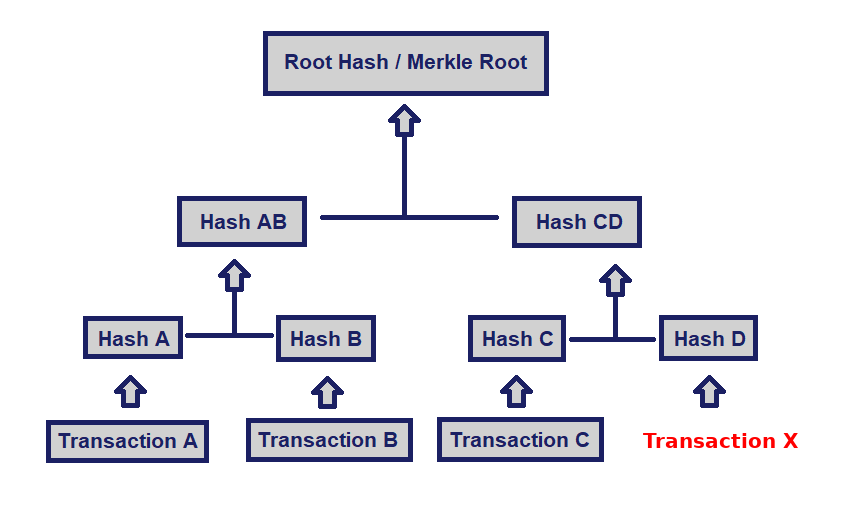 Root Hash / Merkle Root
Hash AB
Hash CD
Hash A
Hash B
Hash C
Hash D
Transaction A
Transaction B
Transaction C
Transaction X